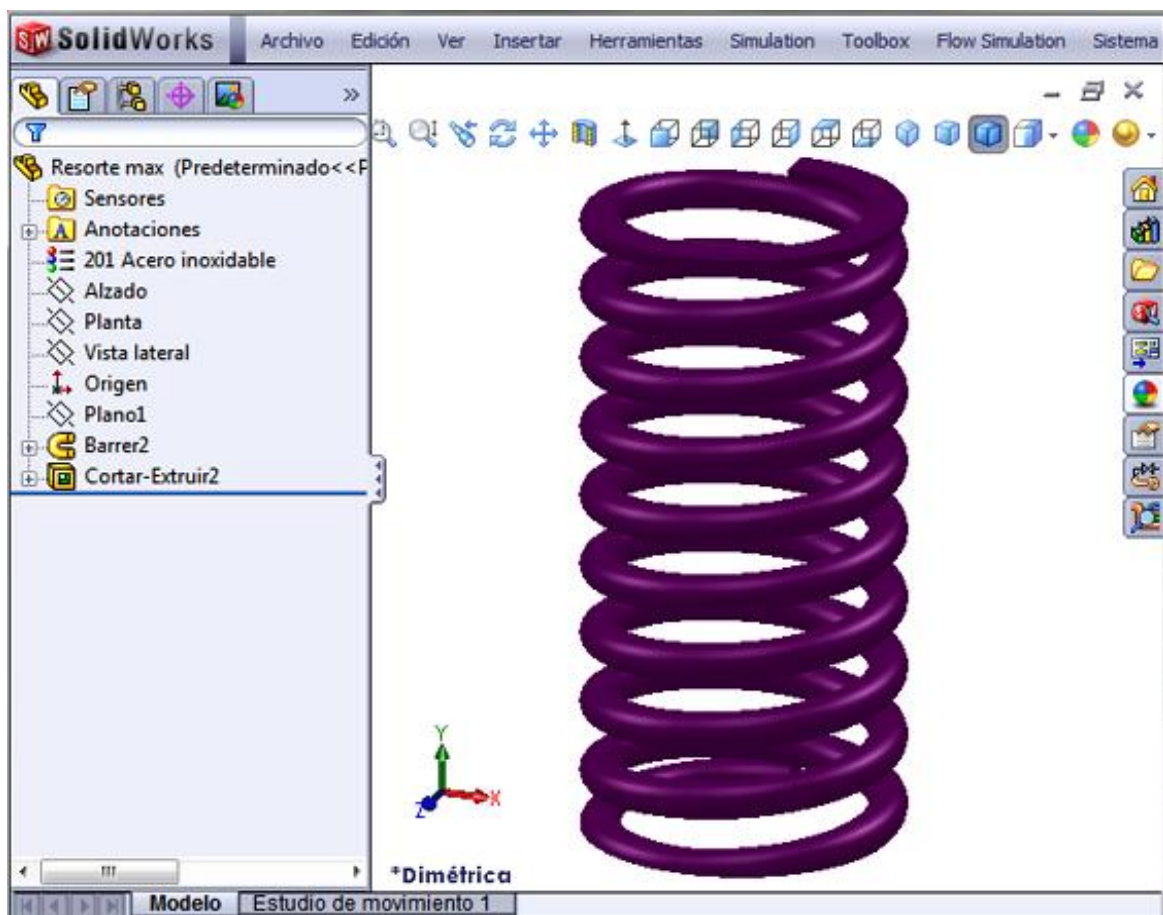 SolidWorks Archivo Edición Ver Insertar Herramientas Simulation Toolbox Flow Simulation Sistema
Resorte max (Predeterminado<<F
Sensores
A Anotaciones
201 Acero inoxidable
Alzado
Planta
Vista lateral
Origen
Plano1
Barrer2
Cortar-Extruir2
Y
X
Z
*Dimétrica
Modelo Estudio de movimiento 1